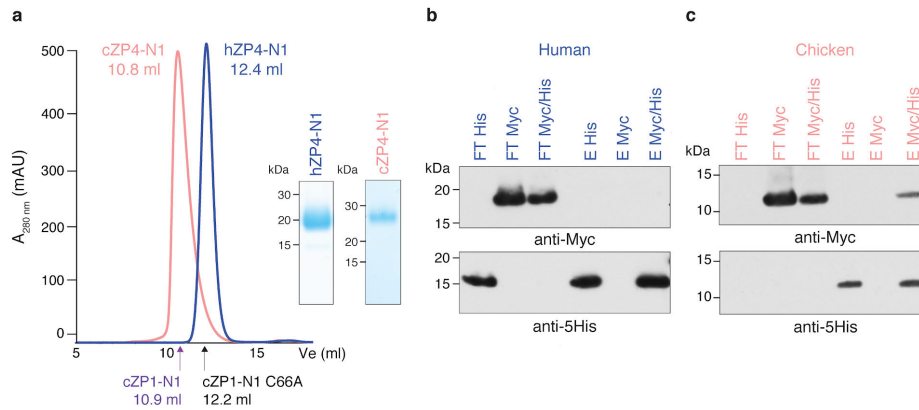 a
cZP4-N1
10.8 ml
hZP4-N1
12.4 ml
A280 nm (mAU)
500
400
300
200
100
0
5
10
15
Ve (ml)
cZP1-N1
10.9 ml
cZP1-N1 C66A
12.2 ml
hZP4-N1
kDa
30
20
15
cZP4-N1
kDa
30
20
15
b
Human
FT His
FT Myc
FT Myc/His
E His
E Myc
E Myc/His
kDa
20
15
anti-Myc
20
15
anti-5His
c
Chicken
FT His
FT Myc
FT Myc/His
E His
E Myc
E Myc/His
kDa
15
10
anti-Myc
15
10
anti-5His